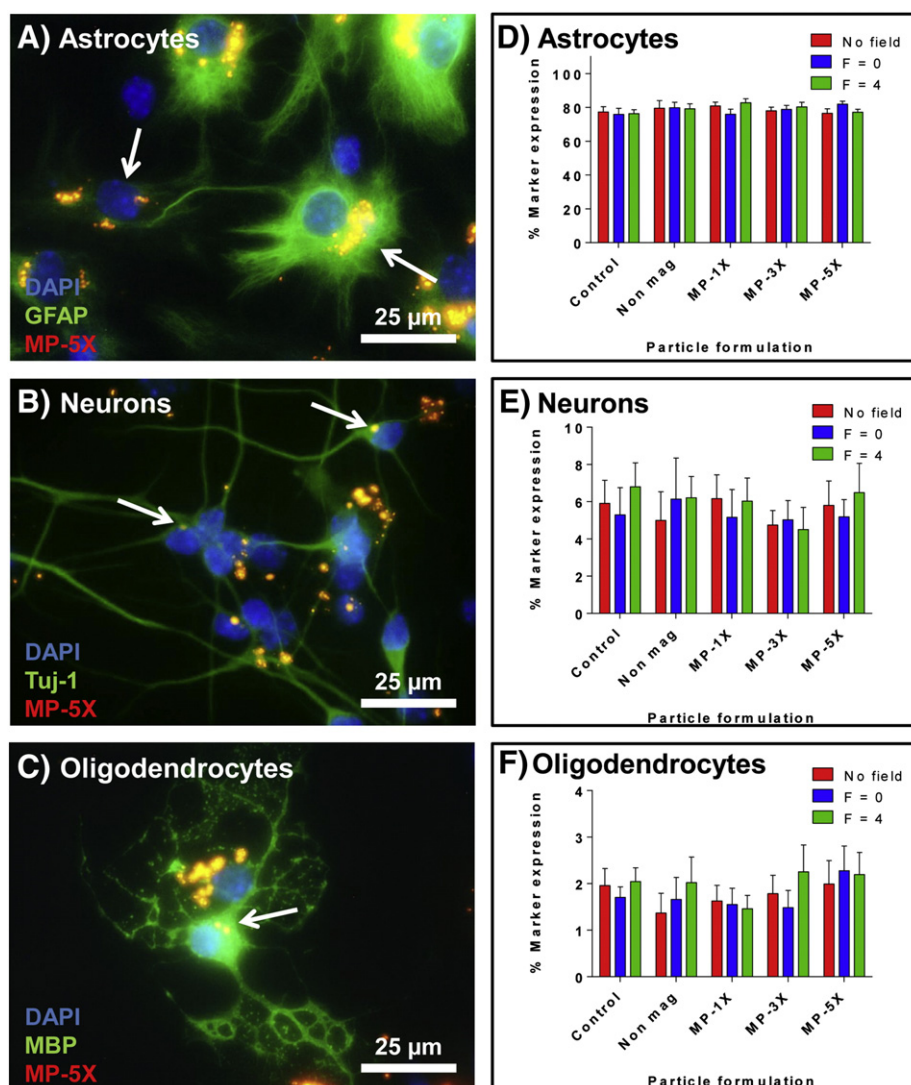 A) Astrocytes
DAPI
GFAP
MP-5X
25 µm
B) Neurons
DAPI
Tuj-1
MP-5X
25 µm
C) Oligodendrocytes
DAPI
MBP
MP-5X
25 µm
D) Astrocytes
No field
F = 0
F = 4
% Marker expression
100
80
60
40
20
0
Control
Non mag
MP-1X
MP-3X
MP-5X
Particle formulation
E) Neurons
No field
F = 0
F = 4
% Marker expression
10
8
6
4
2
0
Control
Non mag
MP-1X
MP-3X
MP-5X
Particle formulation
F) Oligodendrocytes
No field
F = 0
F = 4
% Marker expression
4
3
2
1
0
Control
Non mag
MP-1X
MP-3X
MP-5X
Particle formulation